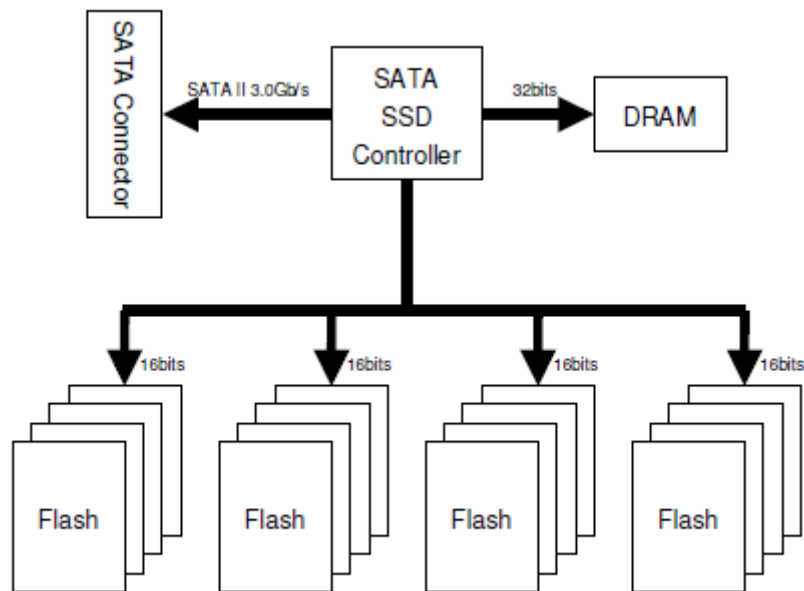 SATA Connector
SATA II 3.0Gb/s
SATA
SSD
Controller
32bits
DRAM
16bits
16bits
16bits
16bits
Flash
Flash
Flash
Flash